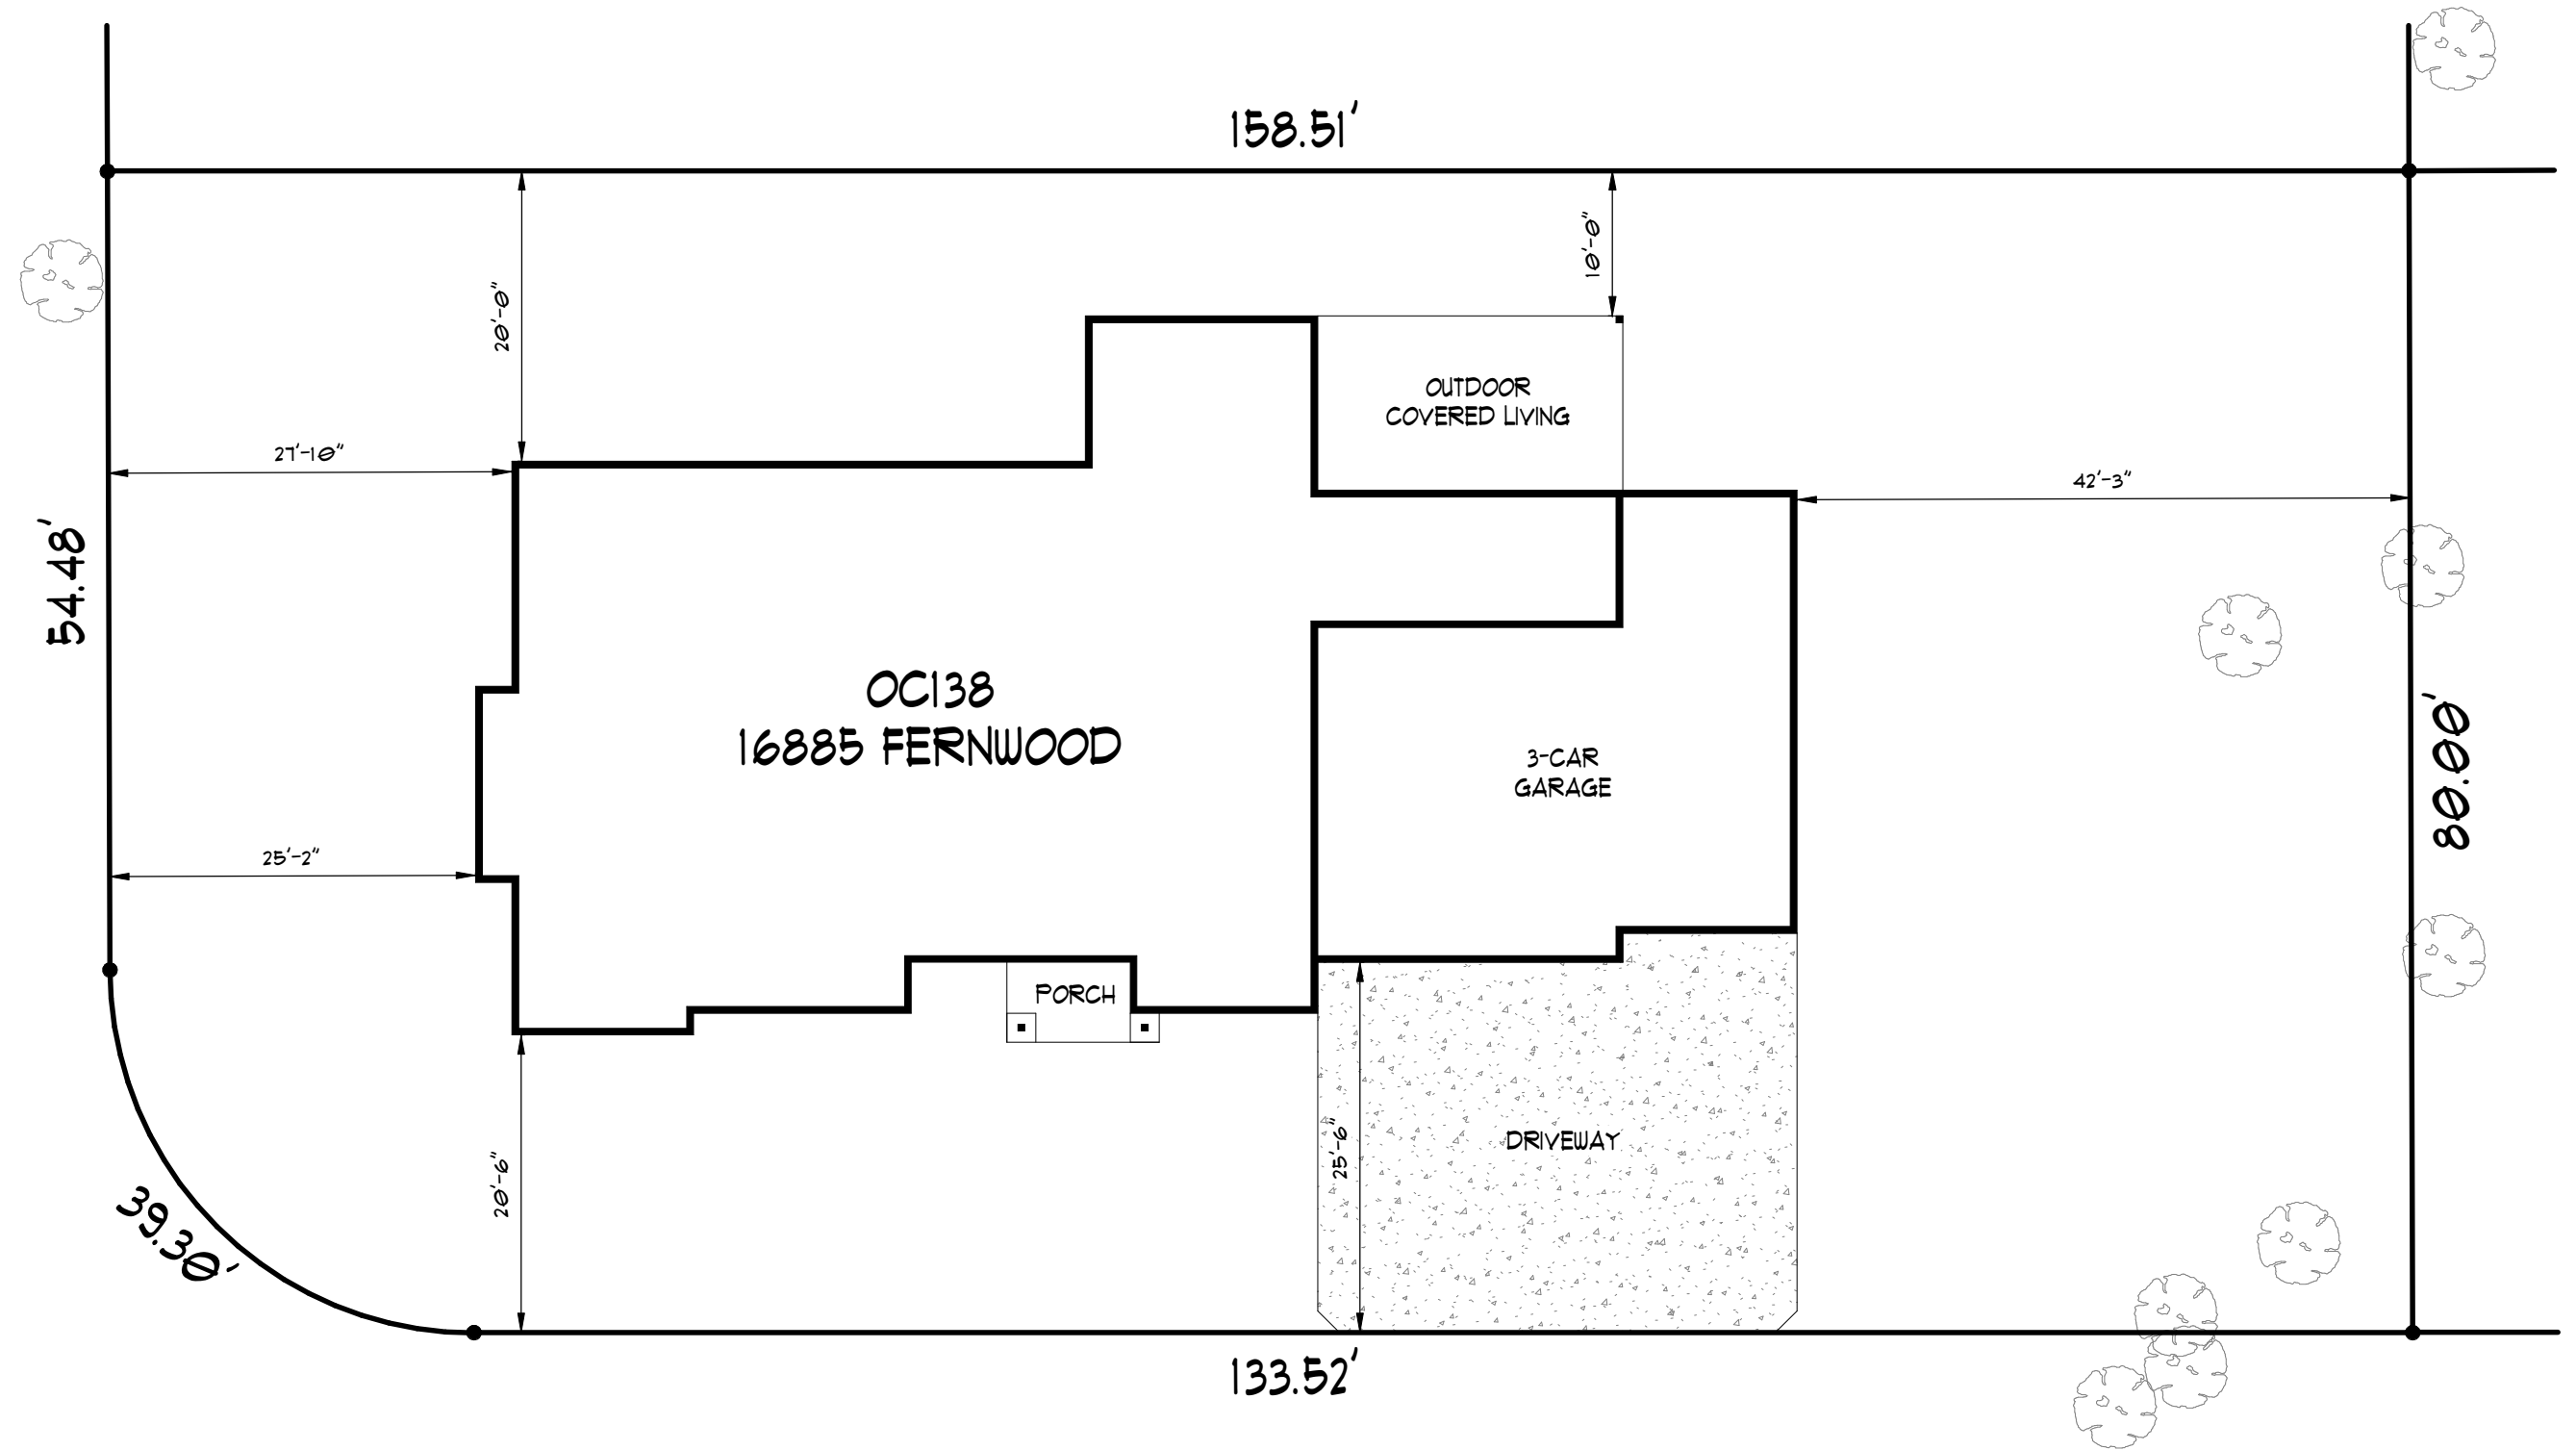 158.51'
10'-0"
20'-0"
OUTDOOR
COVERED LIVING
27'-10"
42'-3"
54.48'
OC138
16885 FERNWOOD
3-CAR
GARAGE
80.00'
25'-2"
PORCH
DRIVEWAY
25'-6"
20'-6"
39.30'
133.52'